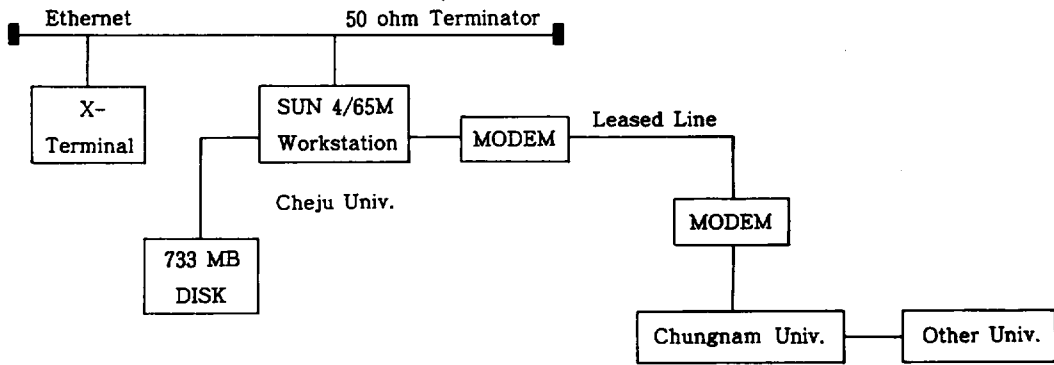 Ethernet 50 ohm Terminator
X-
Terminal
SUN 4/65M
Workstation
MODEM
Leased Line
Cheju Univ.
MODEM
733 MB
DISK
Chungnam Univ.
Other Univ.